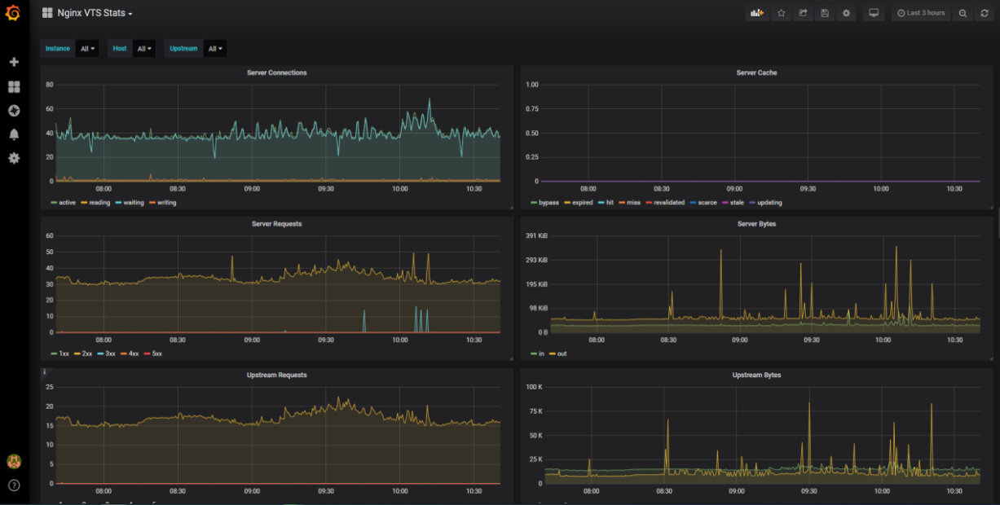 Nginx VTS Stats
Last 3 hours
Instance All Host All Upstream All
Server Connections
80
60
40
20
0
08:00 08:30 09:00 09:30 10:00 10:30
active reading waiting writing
Server Cache
1.00
0.75
0.50
0.25
0
08:00 08:30 09:00 09:30 10:00 10:30
bypass expired hit miss revalidated scarce stale updating
Server Requests
60
50
40
30
20
10
0
08:00 08:30 09:00 09:30 10:00 10:30
1xx 2xx 3xx 4xx 5xx
Server Bytes
391 KiB
293 KiB
195 KiB
98 KiB
0 B
08:00 08:30 09:00 09:30 10:00 10:30
in out
i
Upstream Requests
25
20
15
10
5
0
08:00 08:30 09:00 09:30 10:00 10:30
Upstream Bytes
100 K
75 K
50 K
25 K
0
08:00 08:30 09:00 09:30 10:00 10:30